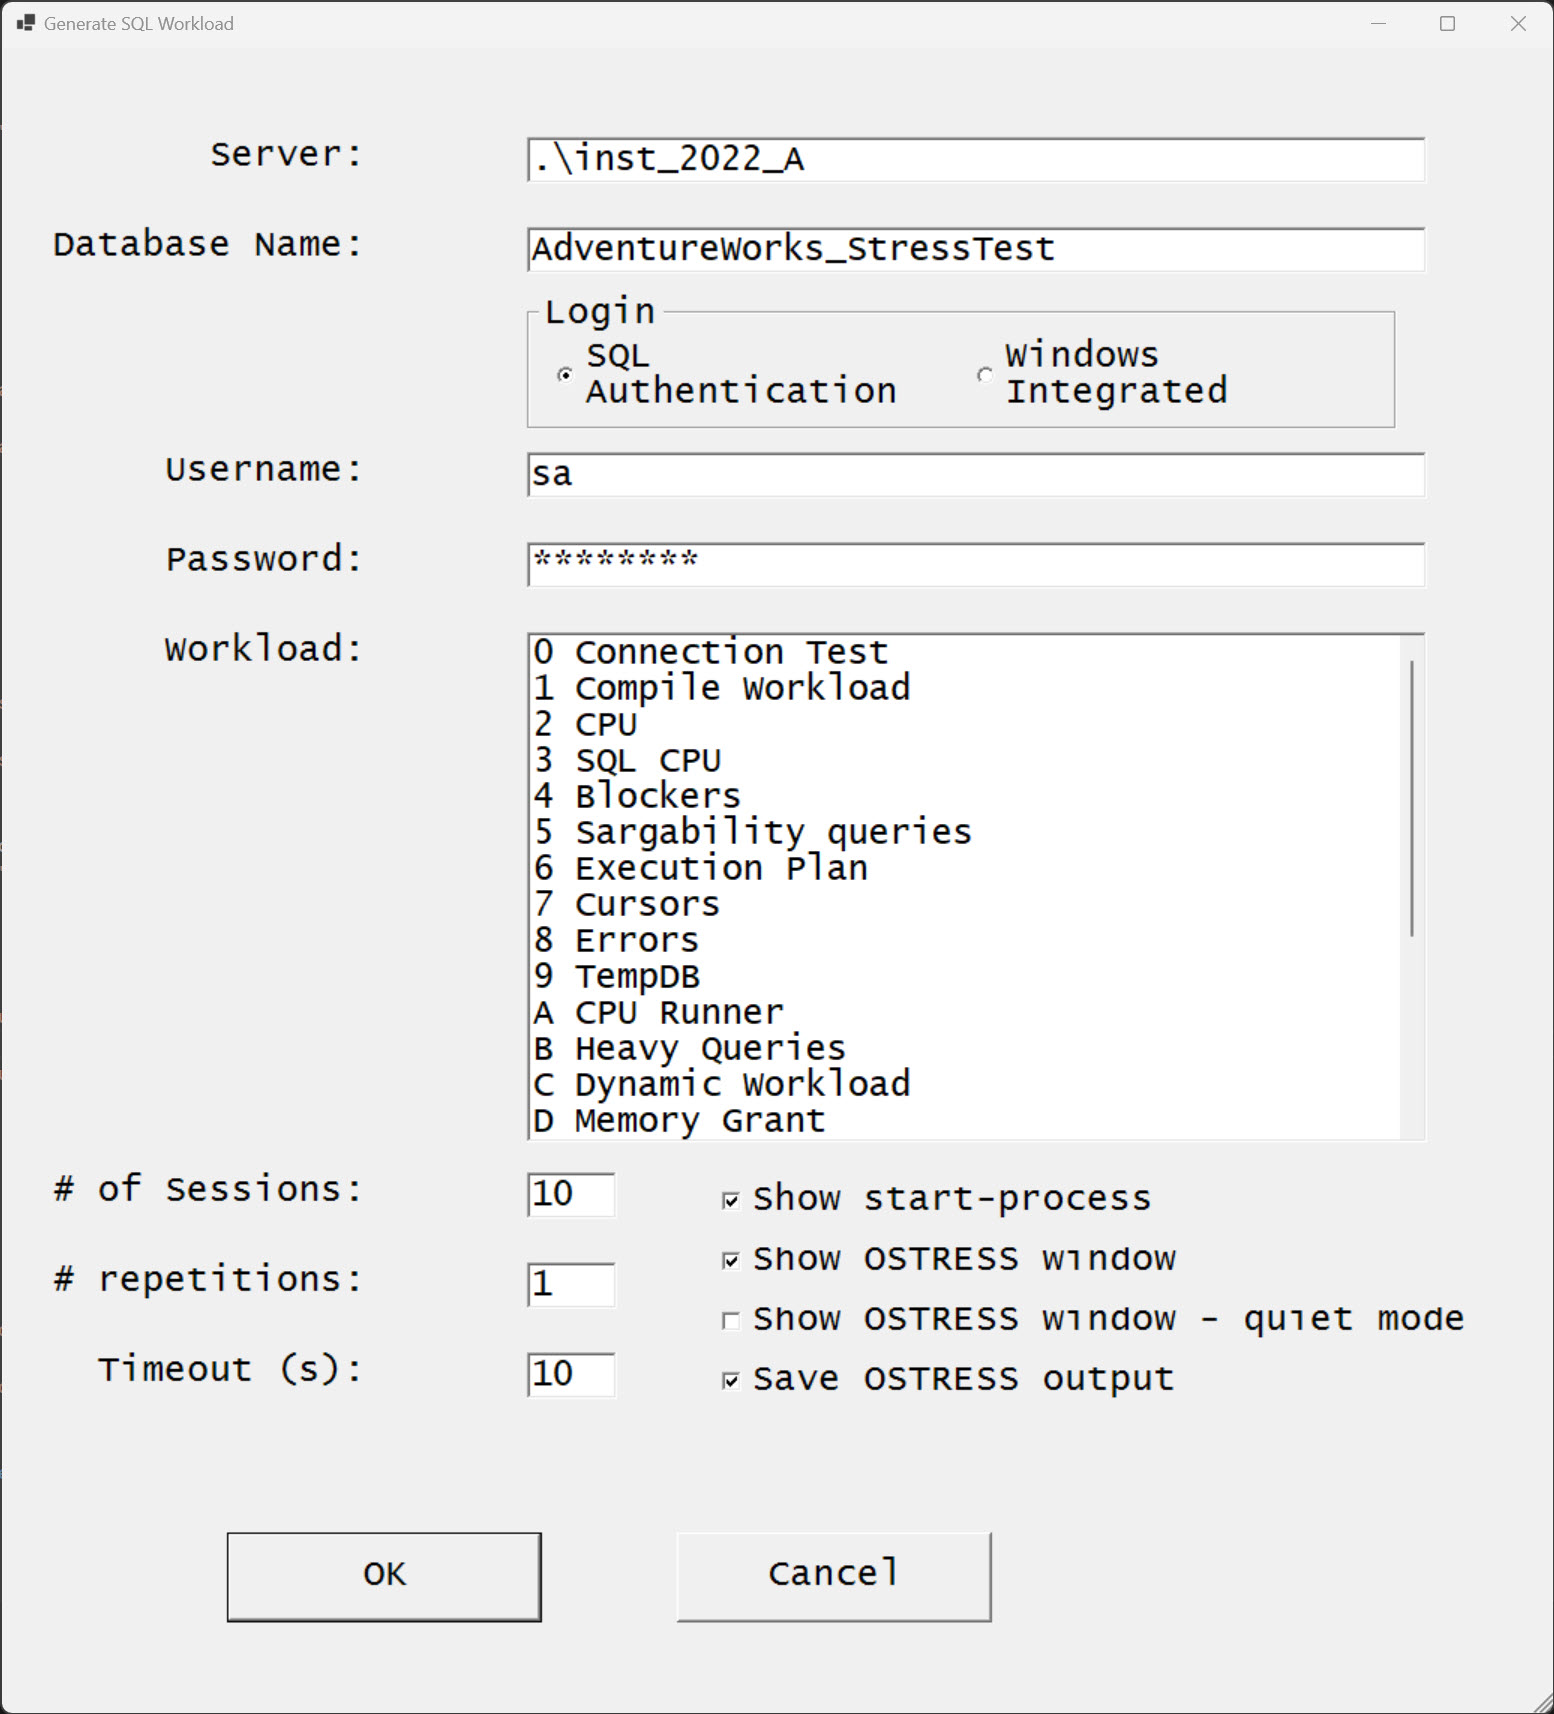 Generate SQL Workload
Server:
.\inst_2022_A
Database Name:
AdventureWorks_StressTest
Login
SQL
Authentication
Windows
Integrated
Username:
sa
Password:
********
Workload:
0 Connection Test
1 Compile Workload
2 CPU
3 SQL CPU
4 Blockers
5 Sargability queries
6 Execution Plan
7 Cursors
8 Errors
9 TempDB
A CPU Runner
B Heavy Queries
C Dynamic Workload
D Memory Grant
# of Sessions:
10
# repetitions:
1
Timeout (s):
10
Show start-process
Show OSTRESS window
Show OSTRESS window - quiet mode
Save OSTRESS output
OK
Cancel